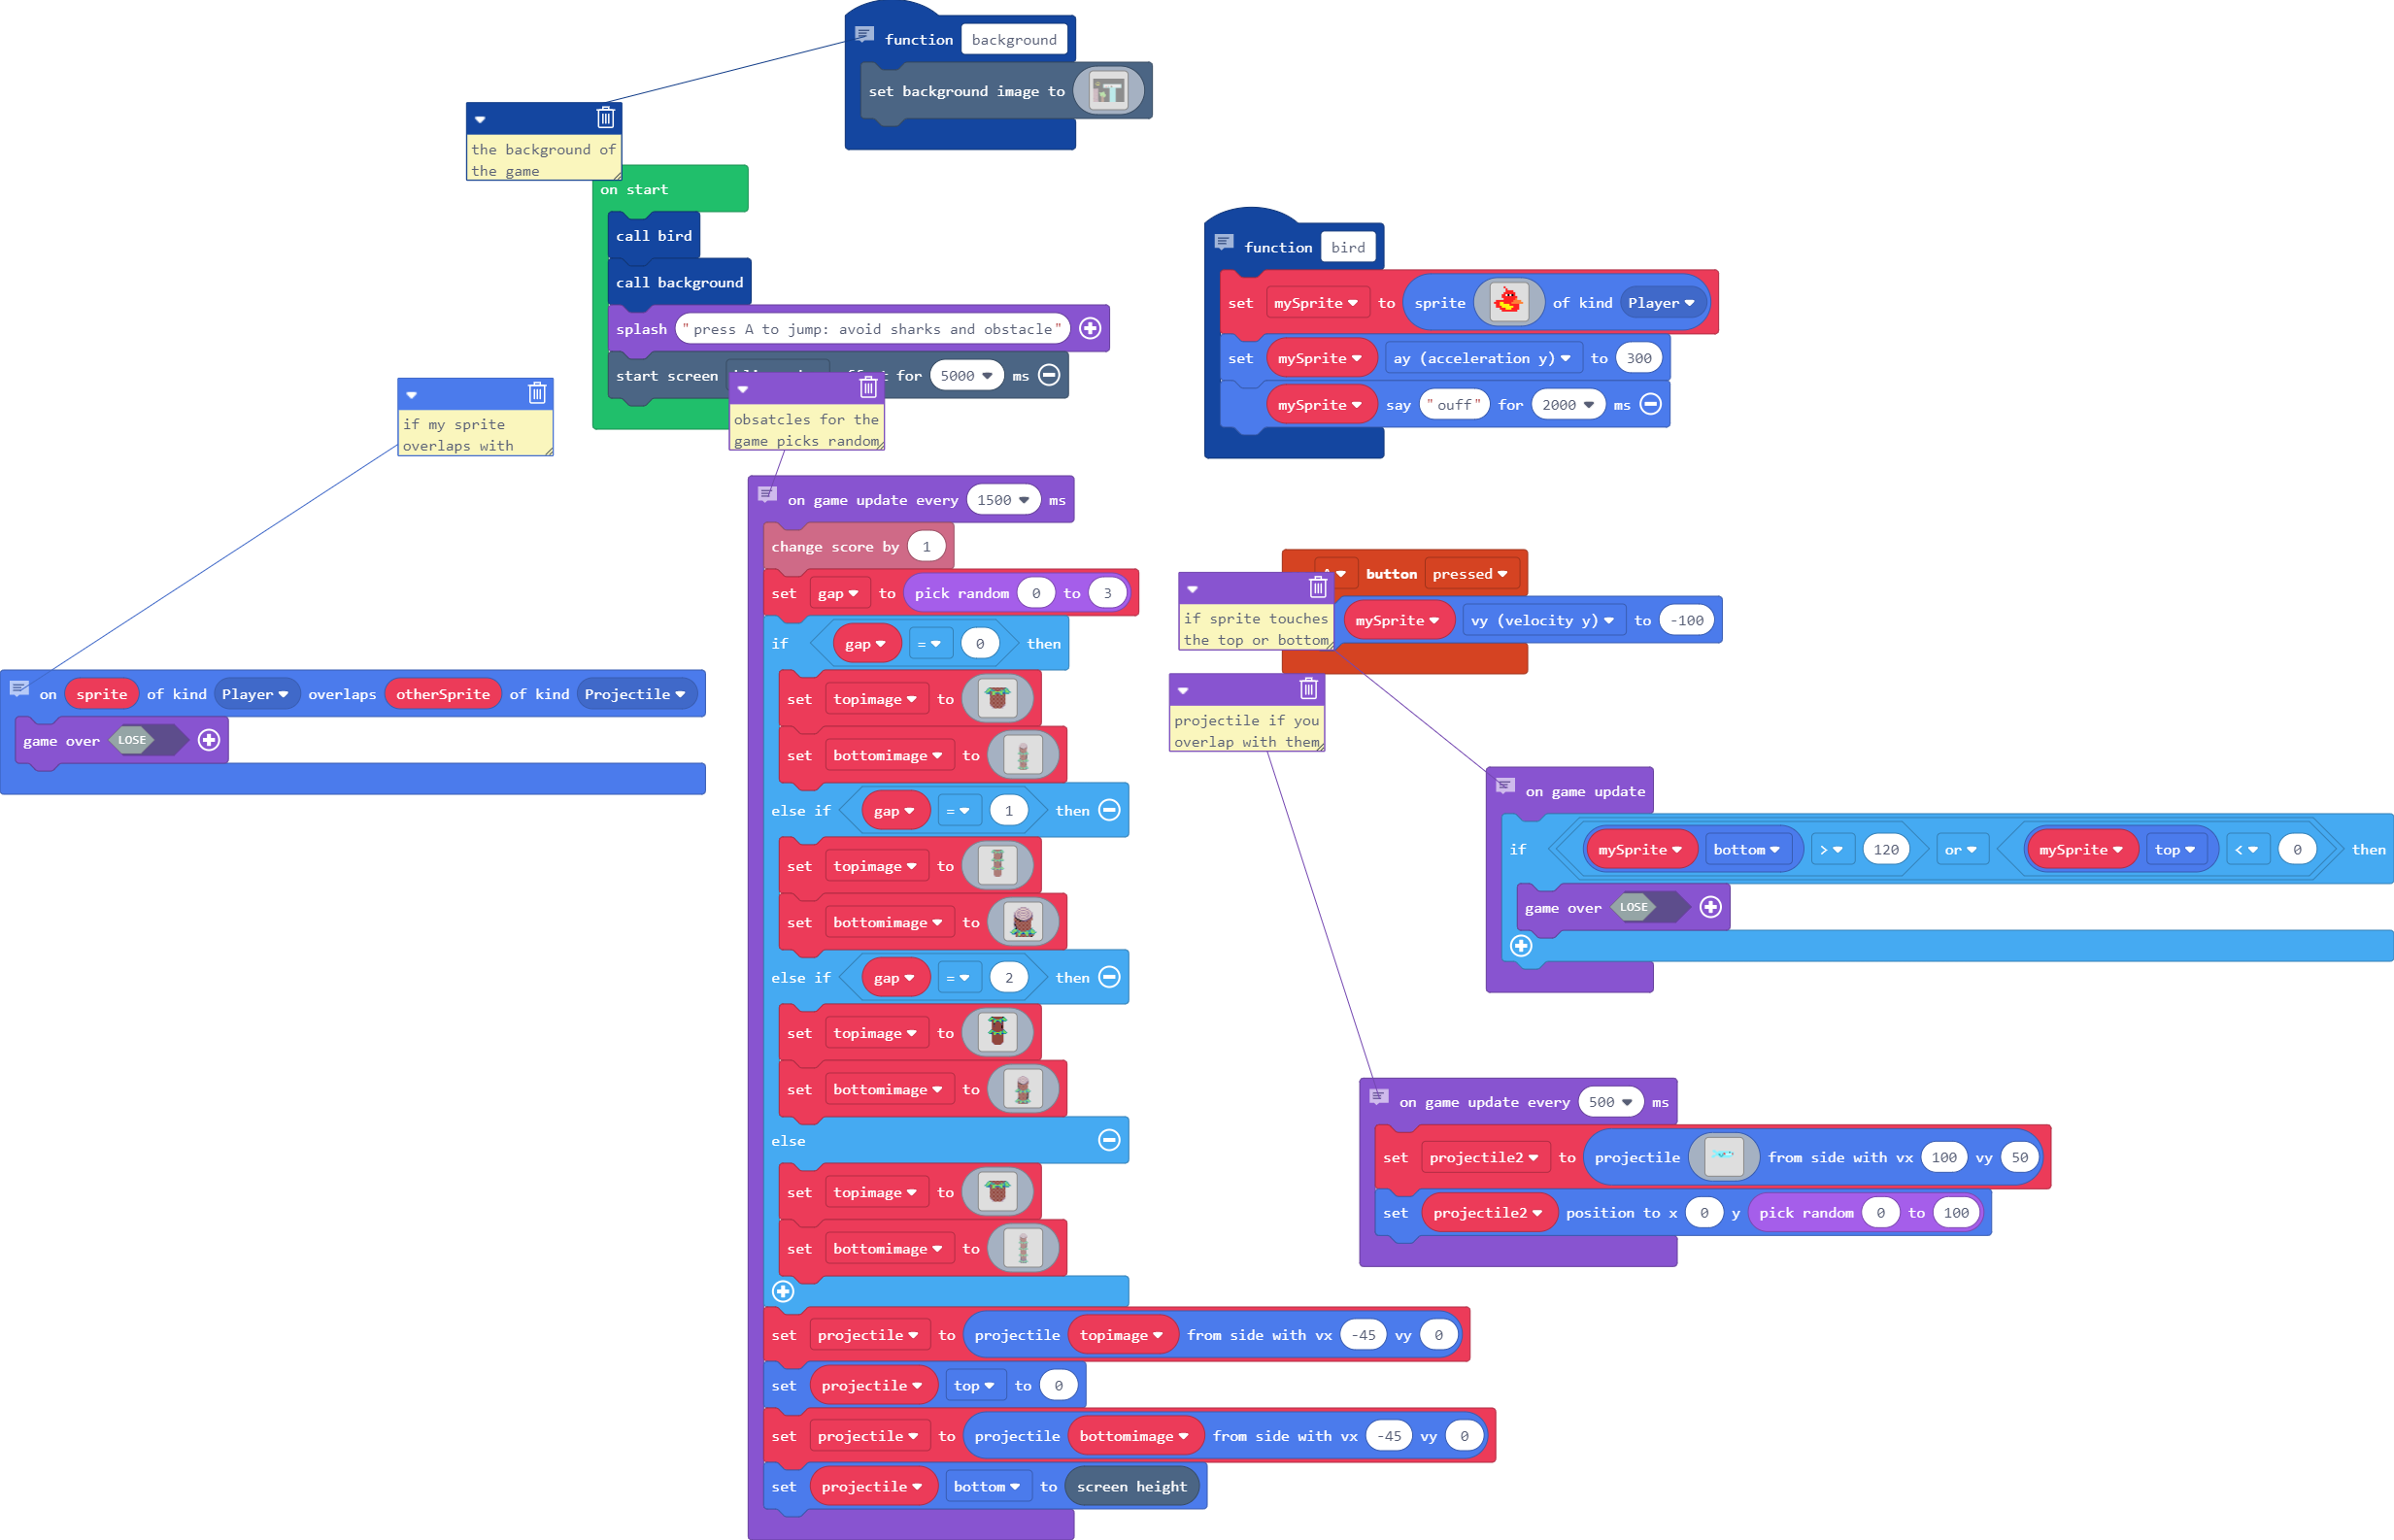 function background
set background image to
the background of
the game
on start
call bird
call background
splash "press A to jump: avoid sharks and obstacle"
start screen for 5000 ms
function bird
set mySprite to sprite of kind Player
set mySprite ay (acceleration y) to 300
mySprite say "ouff" for 2000 ms
if my sprite
overlaps with
obsatcles for the
game picks random
on game update every 1500 ms
change score by 1
set gap to pick random 0 to 3
if gap = 0 then
set topimage to
set bottomimage to
else if gap = 1 then
set topimage to
set bottomimage to
else if gap = 2 then
set topimage to
set bottomimage to
else
set topimage to
set bottomimage to
set projectile to projectile topimage from side with vx -45 vy 0
set projectile top to 0
set projectile to projectile bottomimage from side with vx -45 vy 0
set projectile bottom to screen height
on sprite of kind Player overlaps otherSprite of kind Projectile
game over LOSE
button pressed
mySprite vy (velocity y) to -100
if sprite touches
the top or bottom
projectile if you
overlap with them
on game update
if mySprite bottom > 120 or mySprite top < 0 then
game over LOSE
on game update every 500 ms
set projectile2 to projectile from side with vx 100 vy 50
set projectile2 position to x 0 y pick random 0 to 100